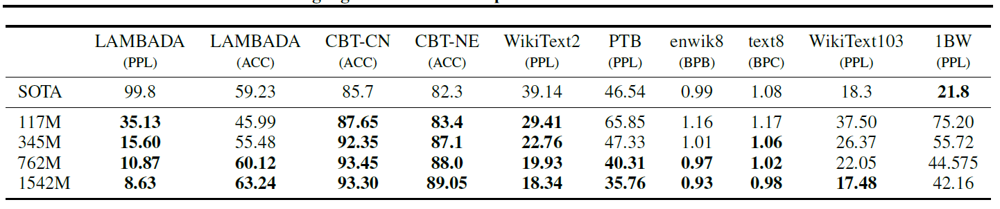 LAMBADA LAMBADA CBT-CN CBT-NE WikiText2 PTB enwik8 text8 WikiText103 1BW
(PPL) (ACC) (ACC) (ACC) (PPL) (PPL) (BPB) (BPC) (PPL) (PPL)
SOTA 99.8 59.23 85.7 82.3 39.14 46.54 0.99 1.08 18.3 21.8
117M 35.13 45.99 87.65 83.4 29.41 65.85 1.16 1.17 37.50 75.20
345M 15.60 55.48 92.35 87.1 22.76 47.33 1.01 1.06 26.37 55.72
762M 10.87 60.12 93.45 88.0 19.93 40.31 0.97 1.02 22.05 44.575
1542M 8.63 63.24 93.30 89.05 18.34 35.76 0.93 0.98 17.48 42.16